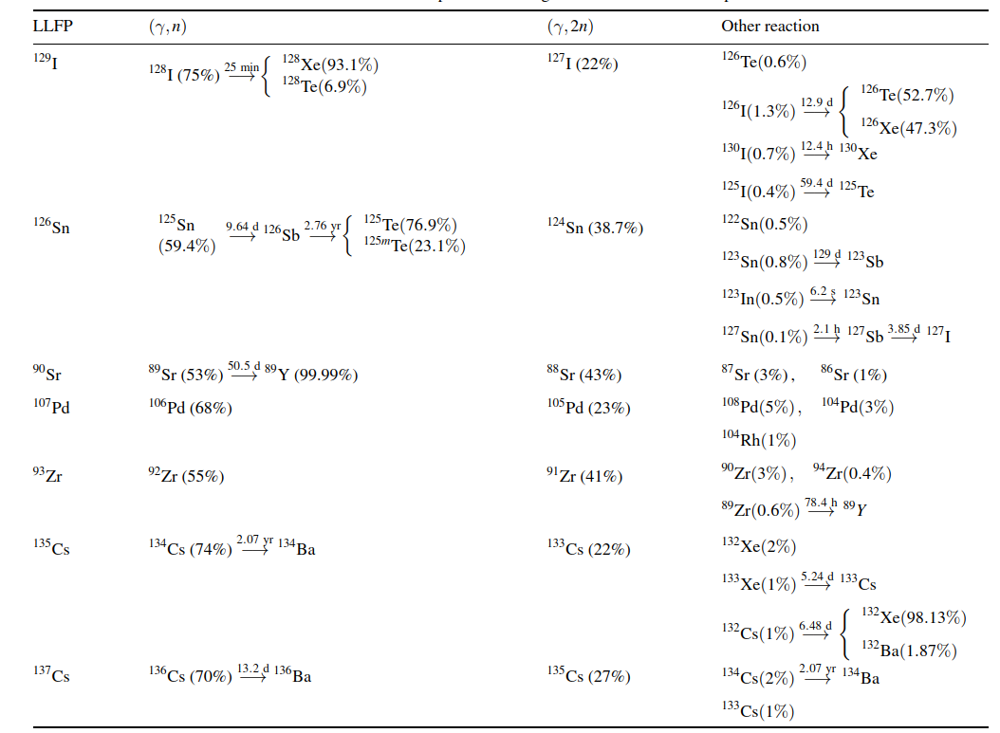 LLFP (γ,n) (γ,2n) Other reaction
¹²⁹I ¹²⁸I (75%) —25 min→ { ¹²⁸Xe(93.1%) ¹²⁷I (22%) ¹²⁶Te(0.6%)
¹²⁸Te(6.9%)
¹²⁶I(1.3%) —12.9 d→ { ¹²⁶Te(52.7%)
¹²⁶Xe(47.3%)
¹³⁰I(0.7%) —12.4 h→ ¹³⁰Xe
¹²⁵I(0.4%) —59.4 d→ ¹²⁵Te
¹²⁶Sn ¹²⁵Sn —9.64 d→ ¹²⁶Sb —2.76 yr→ { ¹²⁵Te(76.9%) ¹²⁴Sn (38.7%) ¹²²Sn(0.5%)
(59.4%) ¹²⁵ᵐTe(23.1%)
¹²³Sn(0.8%) —129 d→ ¹²³Sb
¹²³In(0.5%) —6.2 s→ ¹²³Sn
¹²⁷Sn(0.1%) —2.1 h→ ¹²⁷Sb —3.85 d→ ¹²⁷I
⁹⁰Sr ⁸⁹Sr (53%) —50.5 d→ ⁸⁹Y (99.99%) ⁸⁸Sr (43%) ⁸⁷Sr (3%), ⁸⁶Sr (1%)
¹⁰⁷Pd ¹⁰⁶Pd (68%) ¹⁰⁵Pd (23%) ¹⁰⁸Pd(5%), ¹⁰⁴Pd(3%)
¹⁰⁴Rh(1%)
⁹³Zr ⁹²Zr (55%) ⁹¹Zr (41%) ⁹⁰Zr(3%), ⁹⁴Zr(0.4%)
⁸⁹Zr(0.6%) —78.4 h→ ⁸⁹Y
¹³⁵Cs ¹³⁴Cs (74%) —2.07 yr→ ¹³⁴Ba ¹³³Cs (22%) ¹³²Xe(2%)
¹³³Xe(1%) —5.24 d→ ¹³³Cs
¹³²Cs(1%) —6.48 d→ { ¹³²Xe(98.13%)
¹³²Ba(1.87%)
¹³⁷Cs ¹³⁶Cs (70%) —13.2 d→ ¹³⁶Ba ¹³⁵Cs (27%) ¹³⁴Cs(2%) —2.07 yr→ ¹³⁴Ba
¹³³Cs(1%)